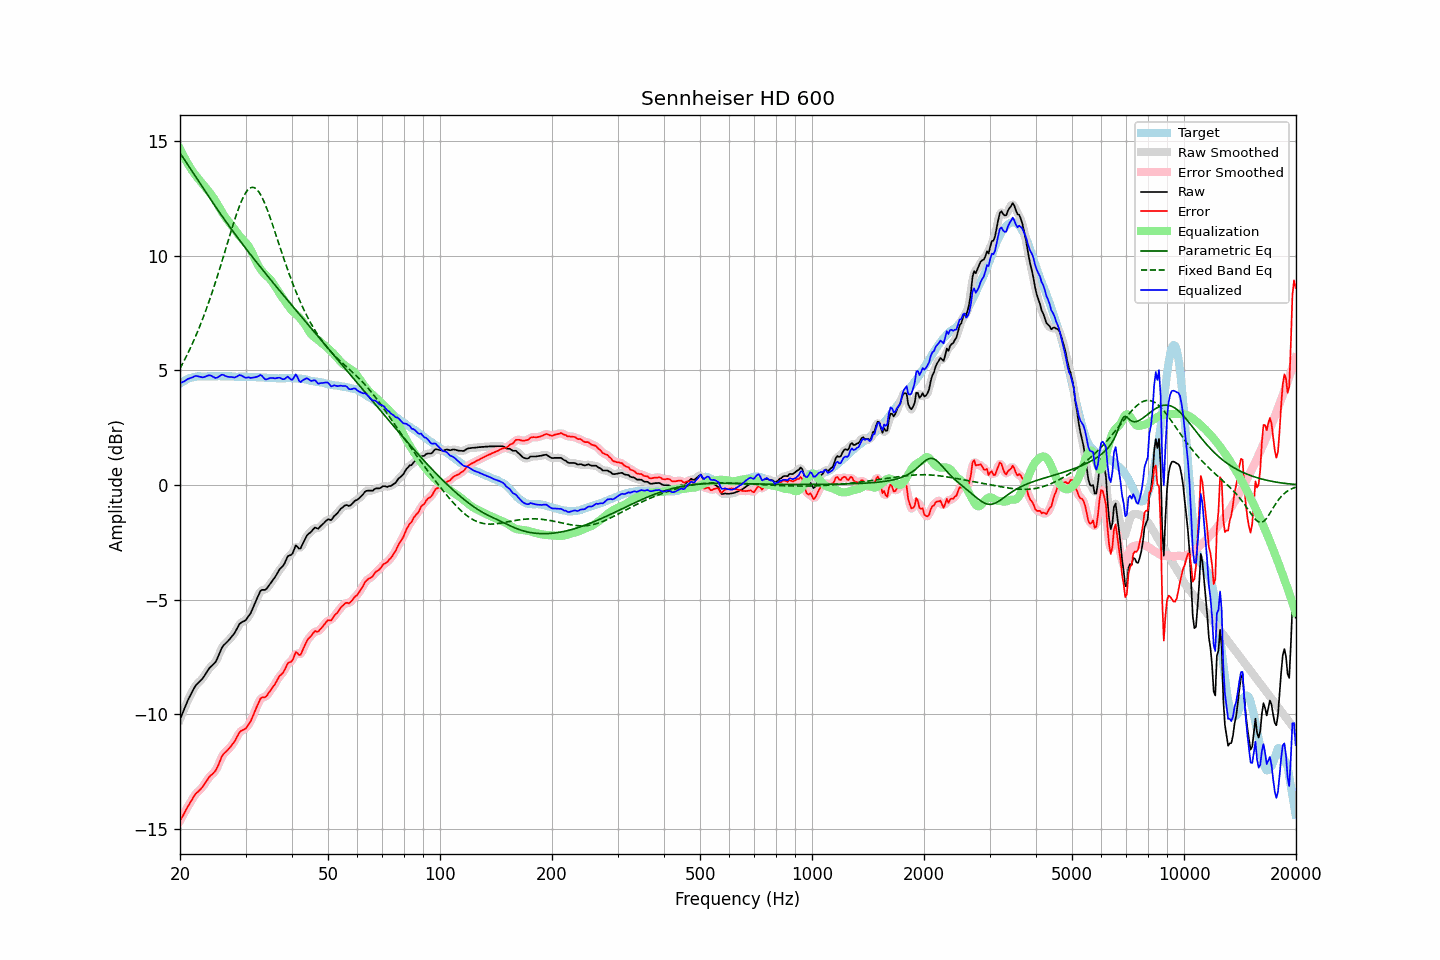 Sennheiser HD 600
Amplitude (dBr)
15
10
5
0
−5
−10
−15
20
50
100
200
500
1000
2000
5000
10000
20000
Frequency (Hz)
Target
Raw Smoothed
Error Smoothed
Raw
Error
Equalization
Parametric Eq
Fixed Band Eq
Equalized